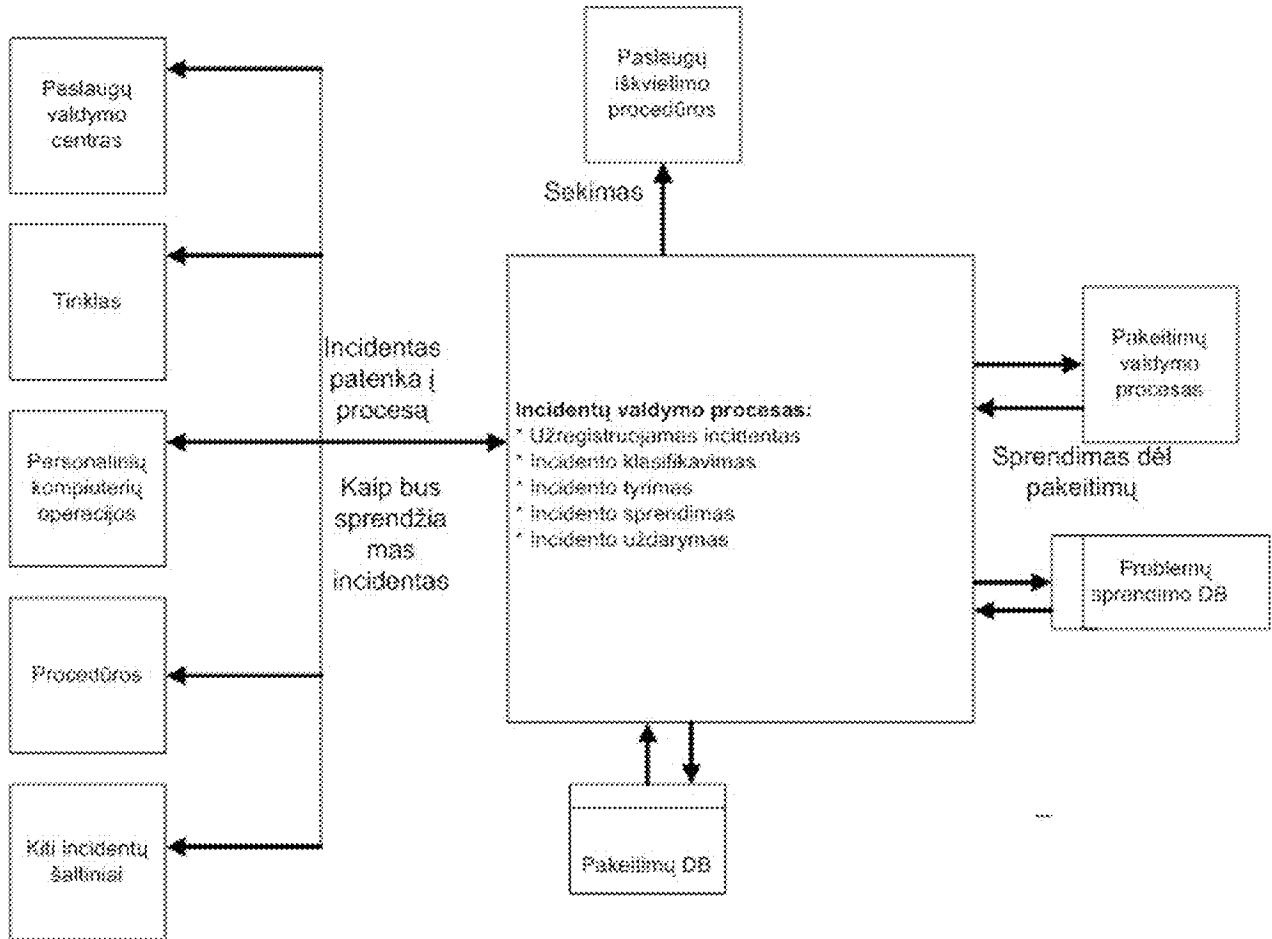 Paslaugų
valdymo
centras
Tinklas
Personalinių
kompiuterių
operacijos
Procedūros
Kiti incidentų
šaltiniai
Incidentas
patenka į
procesą
Kaip bus
sprendžia
mas
incidentas
Paslaugų
iškvietimo
procedūros
Sekimas
Incidentų valdymo procesas:
* Užregistruojamas incidentas
* Incidento klasifikavimas
* Incidento tyrimas
* Incidento sprendimas
* Incidento uždarymas
Pakeitimų
valdymo
procesas
Sprendimas dėl
pakeitimų
Problemų
sprendimo DB
Pakeitimų DB